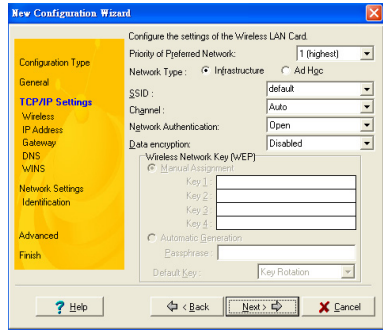 New Configuration Wizard
Configure the settings of the Wireless LAN Card.
Priority of Preferred Network: 1 (highest)
Network Type : Infrastructure Ad Hoc
SSID : default
Channel : Auto
Network Authentication: Open
Data encryption: Disabled
Wireless Network Key (WEP)
Manual Assignment
Key 1 :
Key 2 :
Key 3 :
Key 4 :
Automatic Generation
Passphrase :
Default Key : Key Rotation
Configuration Type
General
TCP/IP Settings
Wireless
IP Address
Gateway
DNS
WINS
Network Settings
Identification
Advanced
Finish
? Help
< Back
Next >
Cancel